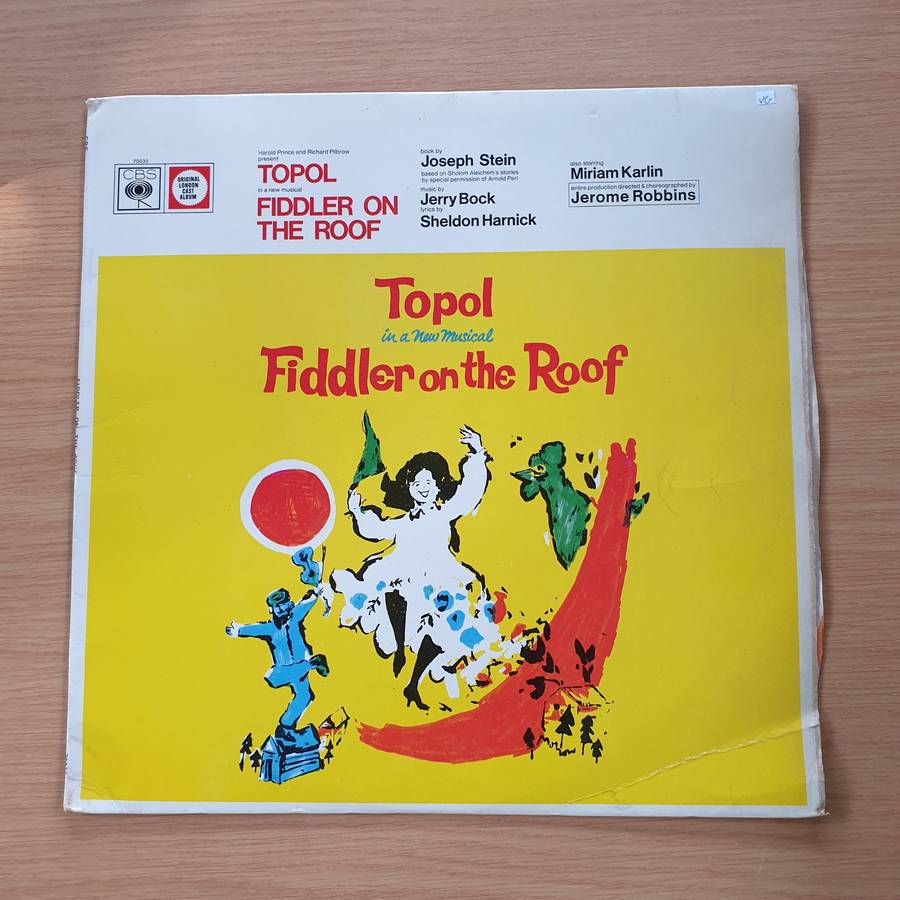 VG
70030
CBS
ORIGINAL
LONDON
CAST
ALBUM
Harold Prince and Richard Pilbrow
present
TOPOL
in a new musical
FIDDLER ON
THE ROOF
book by
Joseph Stein
based on Sholom Aleichem's stories
by special permission of Arnold Perl
music by
Jerry Bock
lyrics by
Sheldon Harnick
also starring
Miriam Karlin
entire production directed & choreographed by
Jerome Robbins
Topol
in a New Musical
Fiddler on the Roof